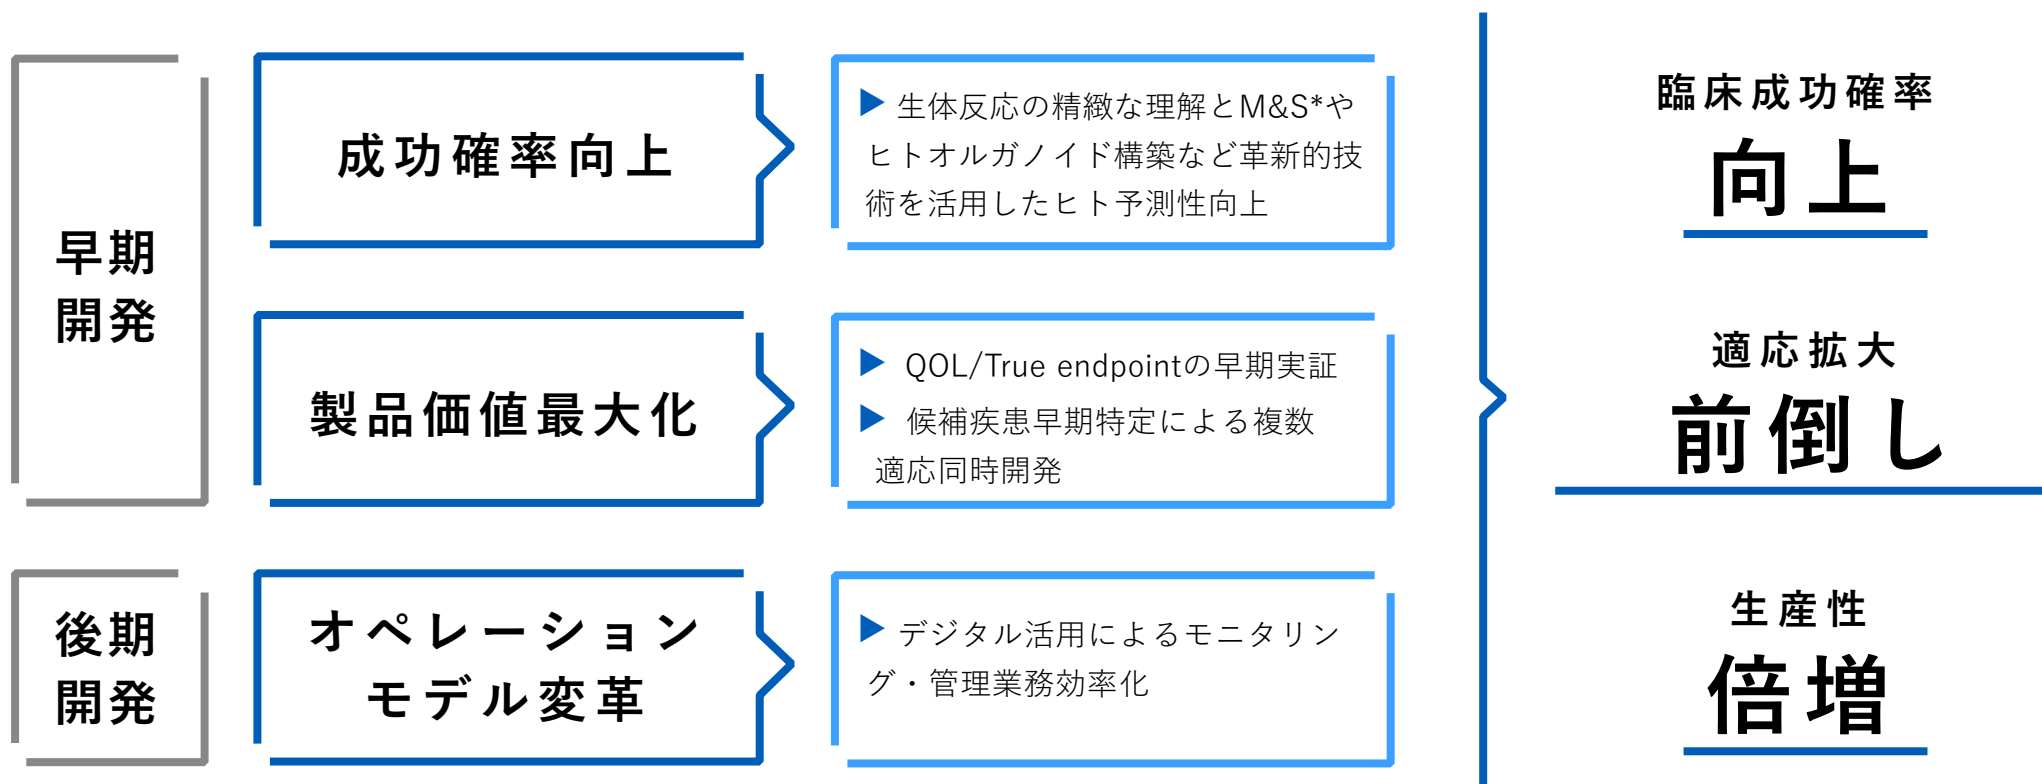 早期
開発
成功確率向上
▶ 生体反応の精緻な理解とM&S*や
ヒトオルガノイド構築など革新的技
術を活用したヒト予測性向上
製品価値最大化
▶ QOL/True endpointの早期実証
▶ 候補疾患早期特定による複数
適応同時開発
後期
開発
オペレーション
モデル変革
▶ デジタル活用によるモニタリン
グ・管理業務効率化
臨床成功確率
向上
適応拡大
前倒し
生産性
倍増